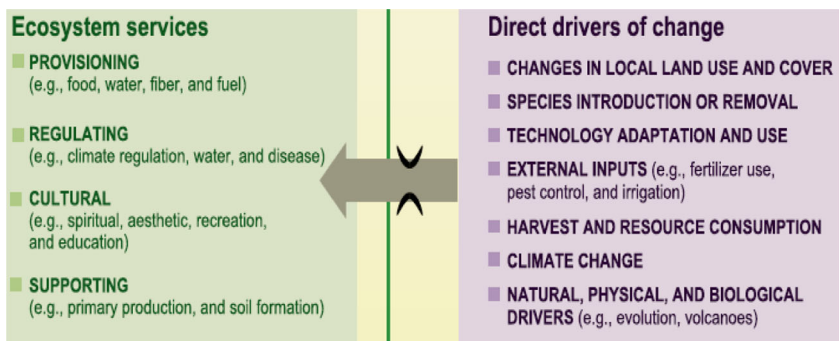 Ecosystem services
PROVISIONING
(e.g., food, water, fiber, and fuel)
REGULATING
(e.g., climate regulation, water, and disease)
CULTURAL
(e.g., spiritual, aesthetic, recreation,
and education)
SUPPORTING
(e.g., primary production, and soil formation)
Direct drivers of change
CHANGES IN LOCAL LAND USE AND COVER
SPECIES INTRODUCTION OR REMOVAL
TECHNOLOGY ADAPTATION AND USE
EXTERNAL INPUTS (e.g., fertilizer use,
pest control, and irrigation)
HARVEST AND RESOURCE CONSUMPTION
CLIMATE CHANGE
NATURAL, PHYSICAL, AND BIOLOGICAL
DRIVERS (e.g., evolution, volcanoes)